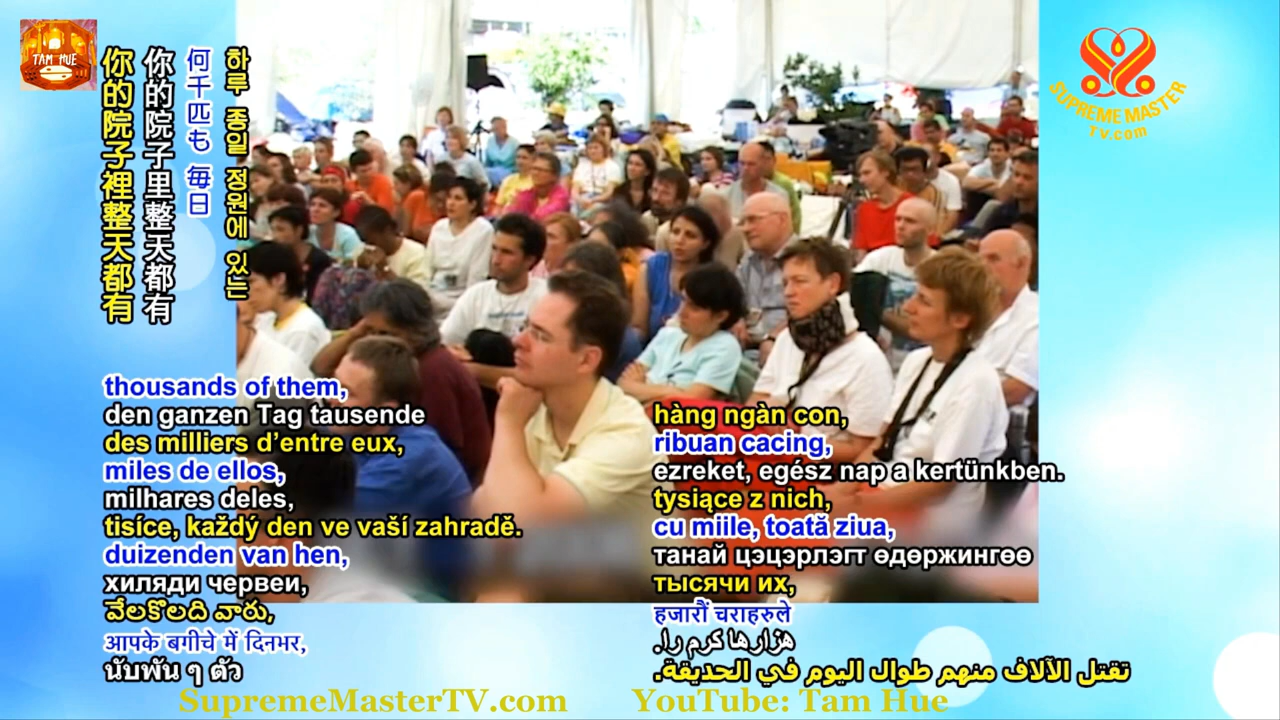 TAM HUE
SUPREME MASTER
TV.com
你的院子裡整天都有
你的院子里整天都有
何千匹も 毎日
하루 종일 정원에 있는
thousands of them,
den ganzen Tag tausende
des milliers d’entre eux,
miles de ellos,
milhares deles,
tisíce, každý den ve vaší zahradě.
duizenden van hen,
хиляди червеи,
వేలకొలది వారు,
आपके बगीचे में दिनभर,
นับพัน ๆ ตัว
hàng ngàn con,
ribuan cacing,
ezreket, egész nap a kertünkben.
tysiące z nich,
cu miile, toată ziua,
танай цэцэрлэгт өдөржингөө
тысячи их,
हजारौं चराहरुले
هزارها کرم را.
تقتل الآلاف منهم طوال اليوم في الحديقة.
SupremeMasterTV.com
YouTube: Tam Hue